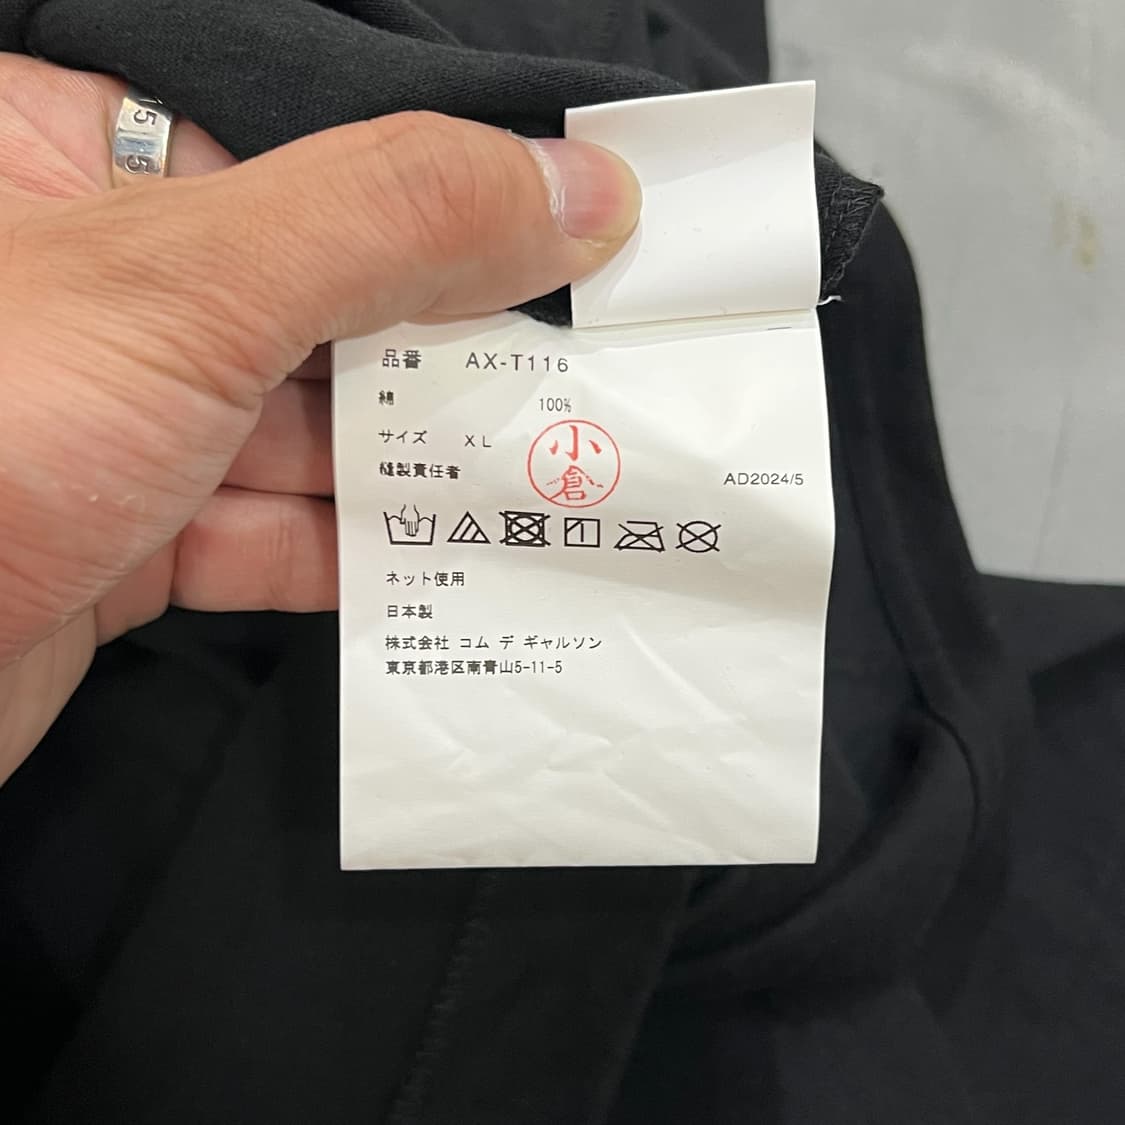 15
5
品番 AX-T116
綿 100%
サイズ XL
小倉
縫製責任者
AD2024/5
ネット使用
日本製
株式会社 コム デ ギャルソン
東京都港区南青山5-11-5